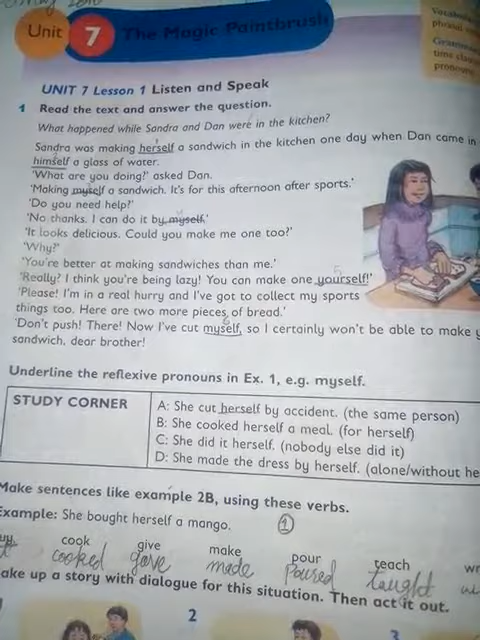 Unit 7 The Magic Paintbrush
UNIT 7 Lesson 1 Listen and Speak
1 Read the text and answer the question.
What happened while Sandra and Dan were in the kitchen?
Sandra was making herself a sandwich in the kitchen one day when Dan came in
himself a glass of water.
'What are you doing?' asked Dan.
'Making myself a sandwich. It's for this afternoon after sports.'
'Do you need help?'
'No thanks. I can do it by myself.'
'It looks delicious. Could you make me one too?'
'Why?'
'You're better at making sandwiches than me.'
'Really? I think you're being lazy! You can make one yourself!'
'Please! I'm in a real hurry and I've got to collect my sports
things too. Here are two more pieces of bread.'
'Don't push! There! Now I've cut myself, so I certainly won't be able to make
sandwich, dear brother!
Underline the reflexive pronouns in Ex. 1, e.g. myself.
STUDY CORNER
A: She cut herself by accident. (the same person)
B: She cooked herself a meal. (for herself)
C: She did it herself. (nobody else did it)
D: She made the dress by herself. (alone/without
Make sentences like example 2B, using these verbs.
Example: She bought herself a mango. 1
cook give make pour teach
cooked gave made Poured taught
ake up a story with dialogue for this situation. Then act it out.
2
3